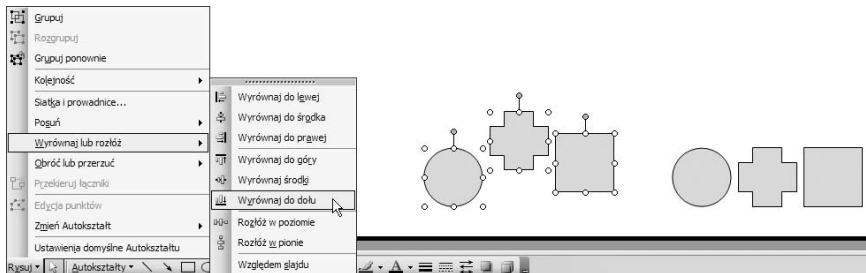 Grupuj
Rozgrupuj
Grupuj ponownie
Kolejność
Siatka i prowadnice...
Posuń
Wyrównaj lub rozłóż
Obróć lub przerzuć
Przekieruj łączniki
Edycja punktów
Zmień Autokształt
Ustawienia domyślne Autokształtu
Wyrównaj do lewej
Wyrównaj do środka
Wyrównaj do prawej
Wyrównaj do góry
Wyrównaj środki
Wyrównaj do dołu
Rozłóż w poziomie
Rozłóż w pionie
Względem slajdu
Rysuj Autokształty